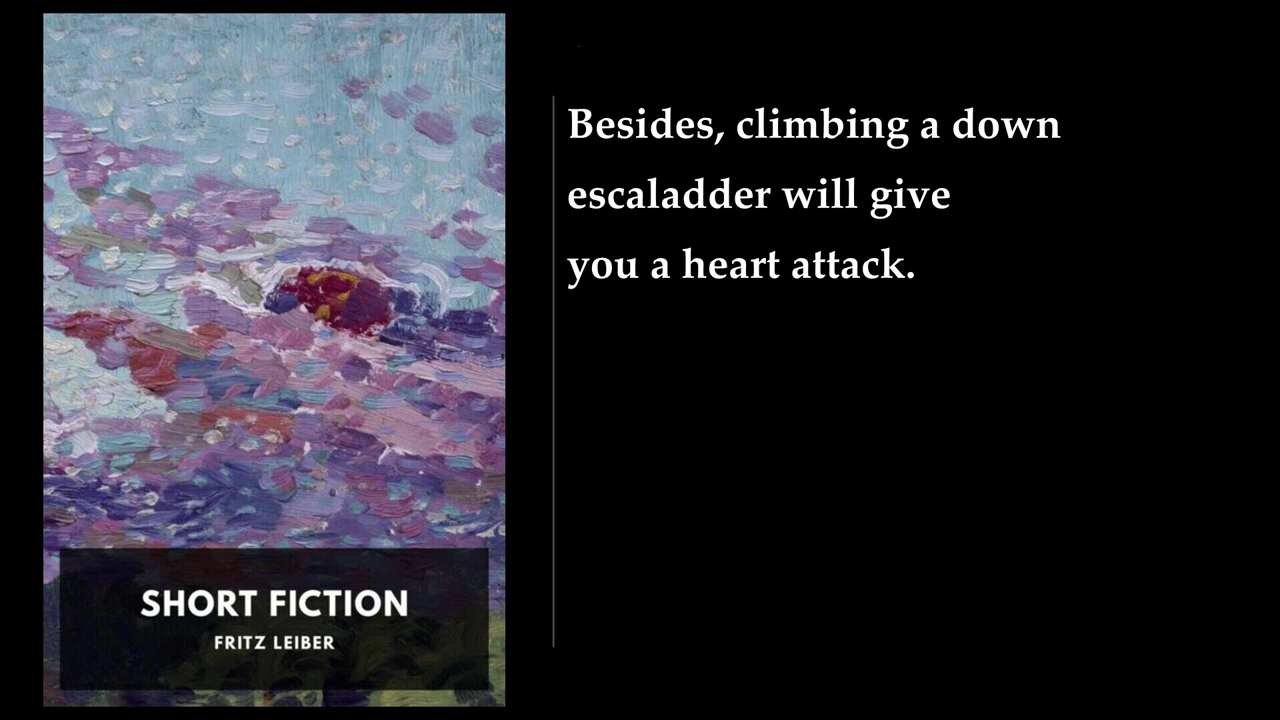 Besides, climbing a down
escaladder will give
you a heart attack.
SHORT FICTION
FRITZ LEIBER